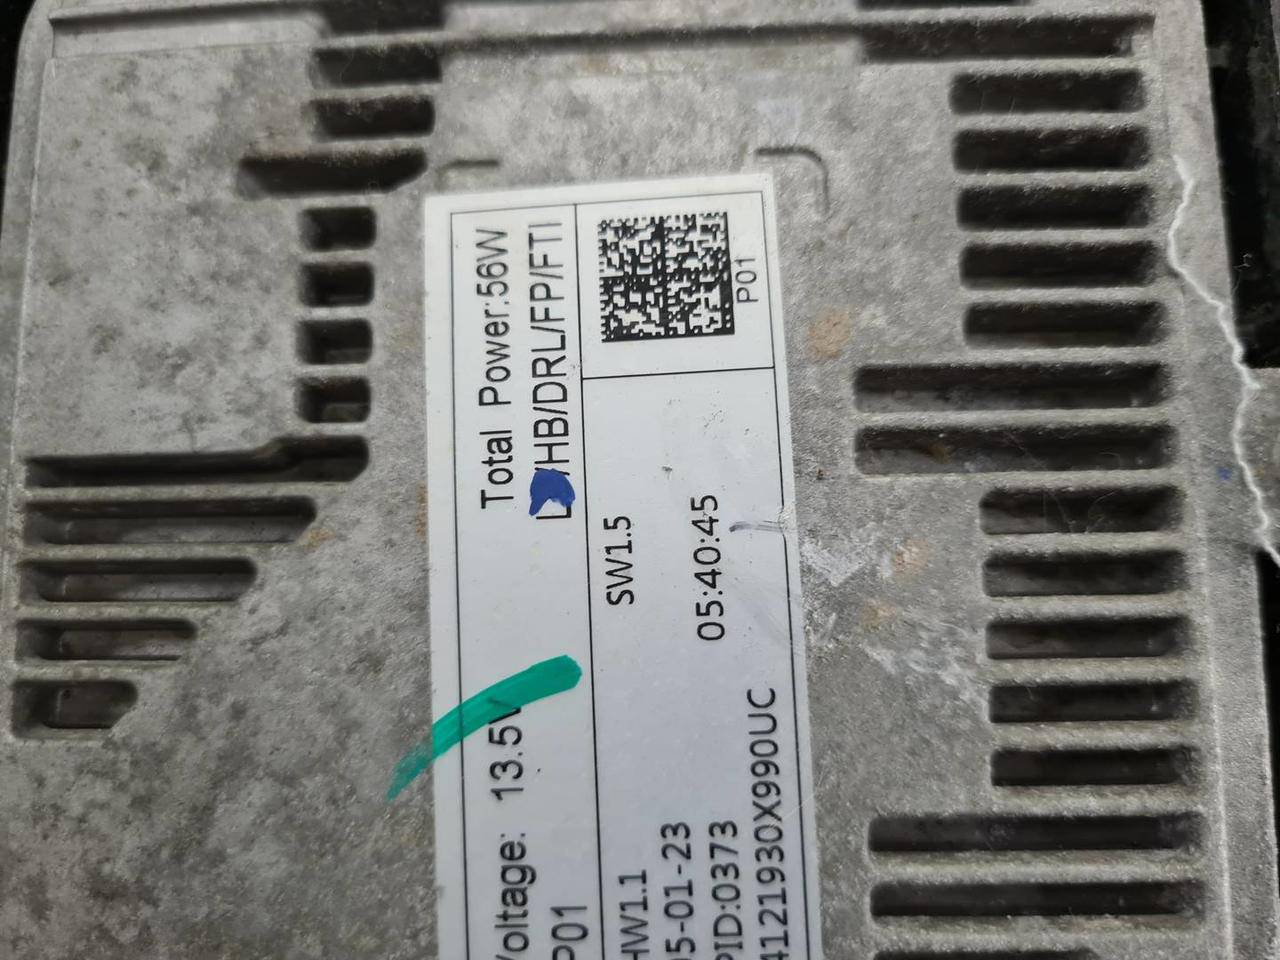 Voltage: 13.5V Total Power:56W
P01 /HB/DRL/FP/FTI
HW1.1 SW1.5
5-01-23 05:40:45
PID:0373
4121930X990UC
P01